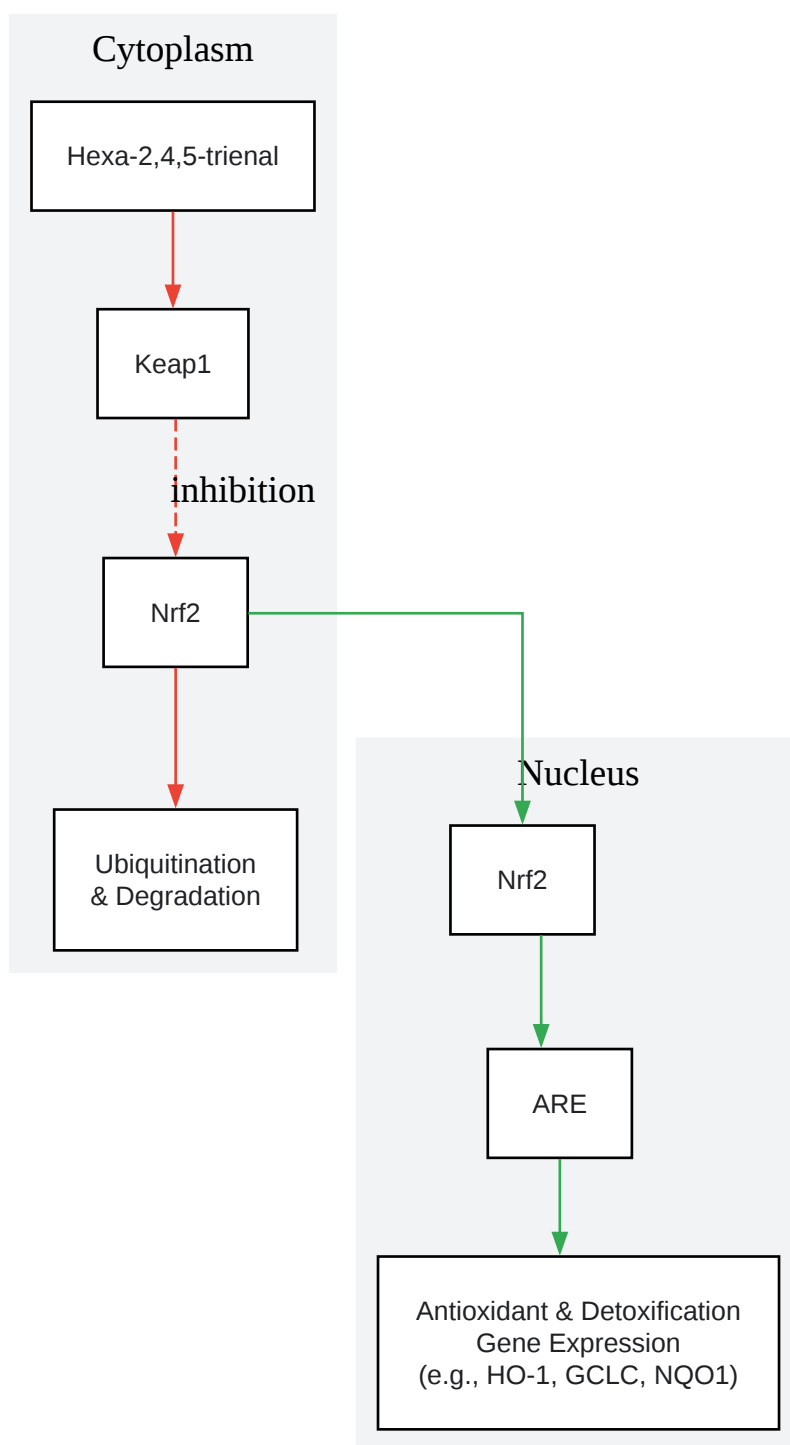 Cytoplasm
Hexa-2,4,5-trienal
Keap1
inhibition
Nrf2
Ubiquitination
& Degradation
Nucleus
Nrf2
ARE
Antioxidant & Detoxification
Gene Expression
(e.g., HO-1, GCLC, NQO1)